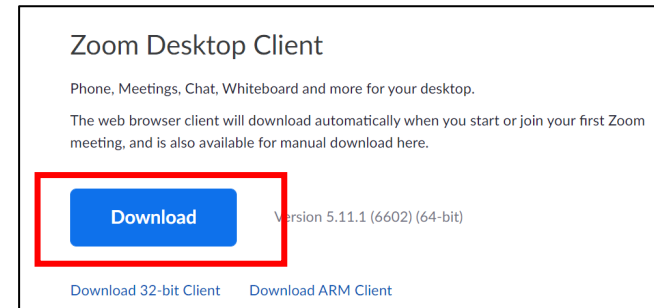 Zoom Desktop Client
Phone, Meetings, Chat, Whiteboard and more for your desktop.
The web browser client will download automatically when you start or join your first Zoom
meeting, and is also available for manual download here.
Download
Version 5.11.1 (6602) (64-bit)
Download 32-bit Client Download ARM Client